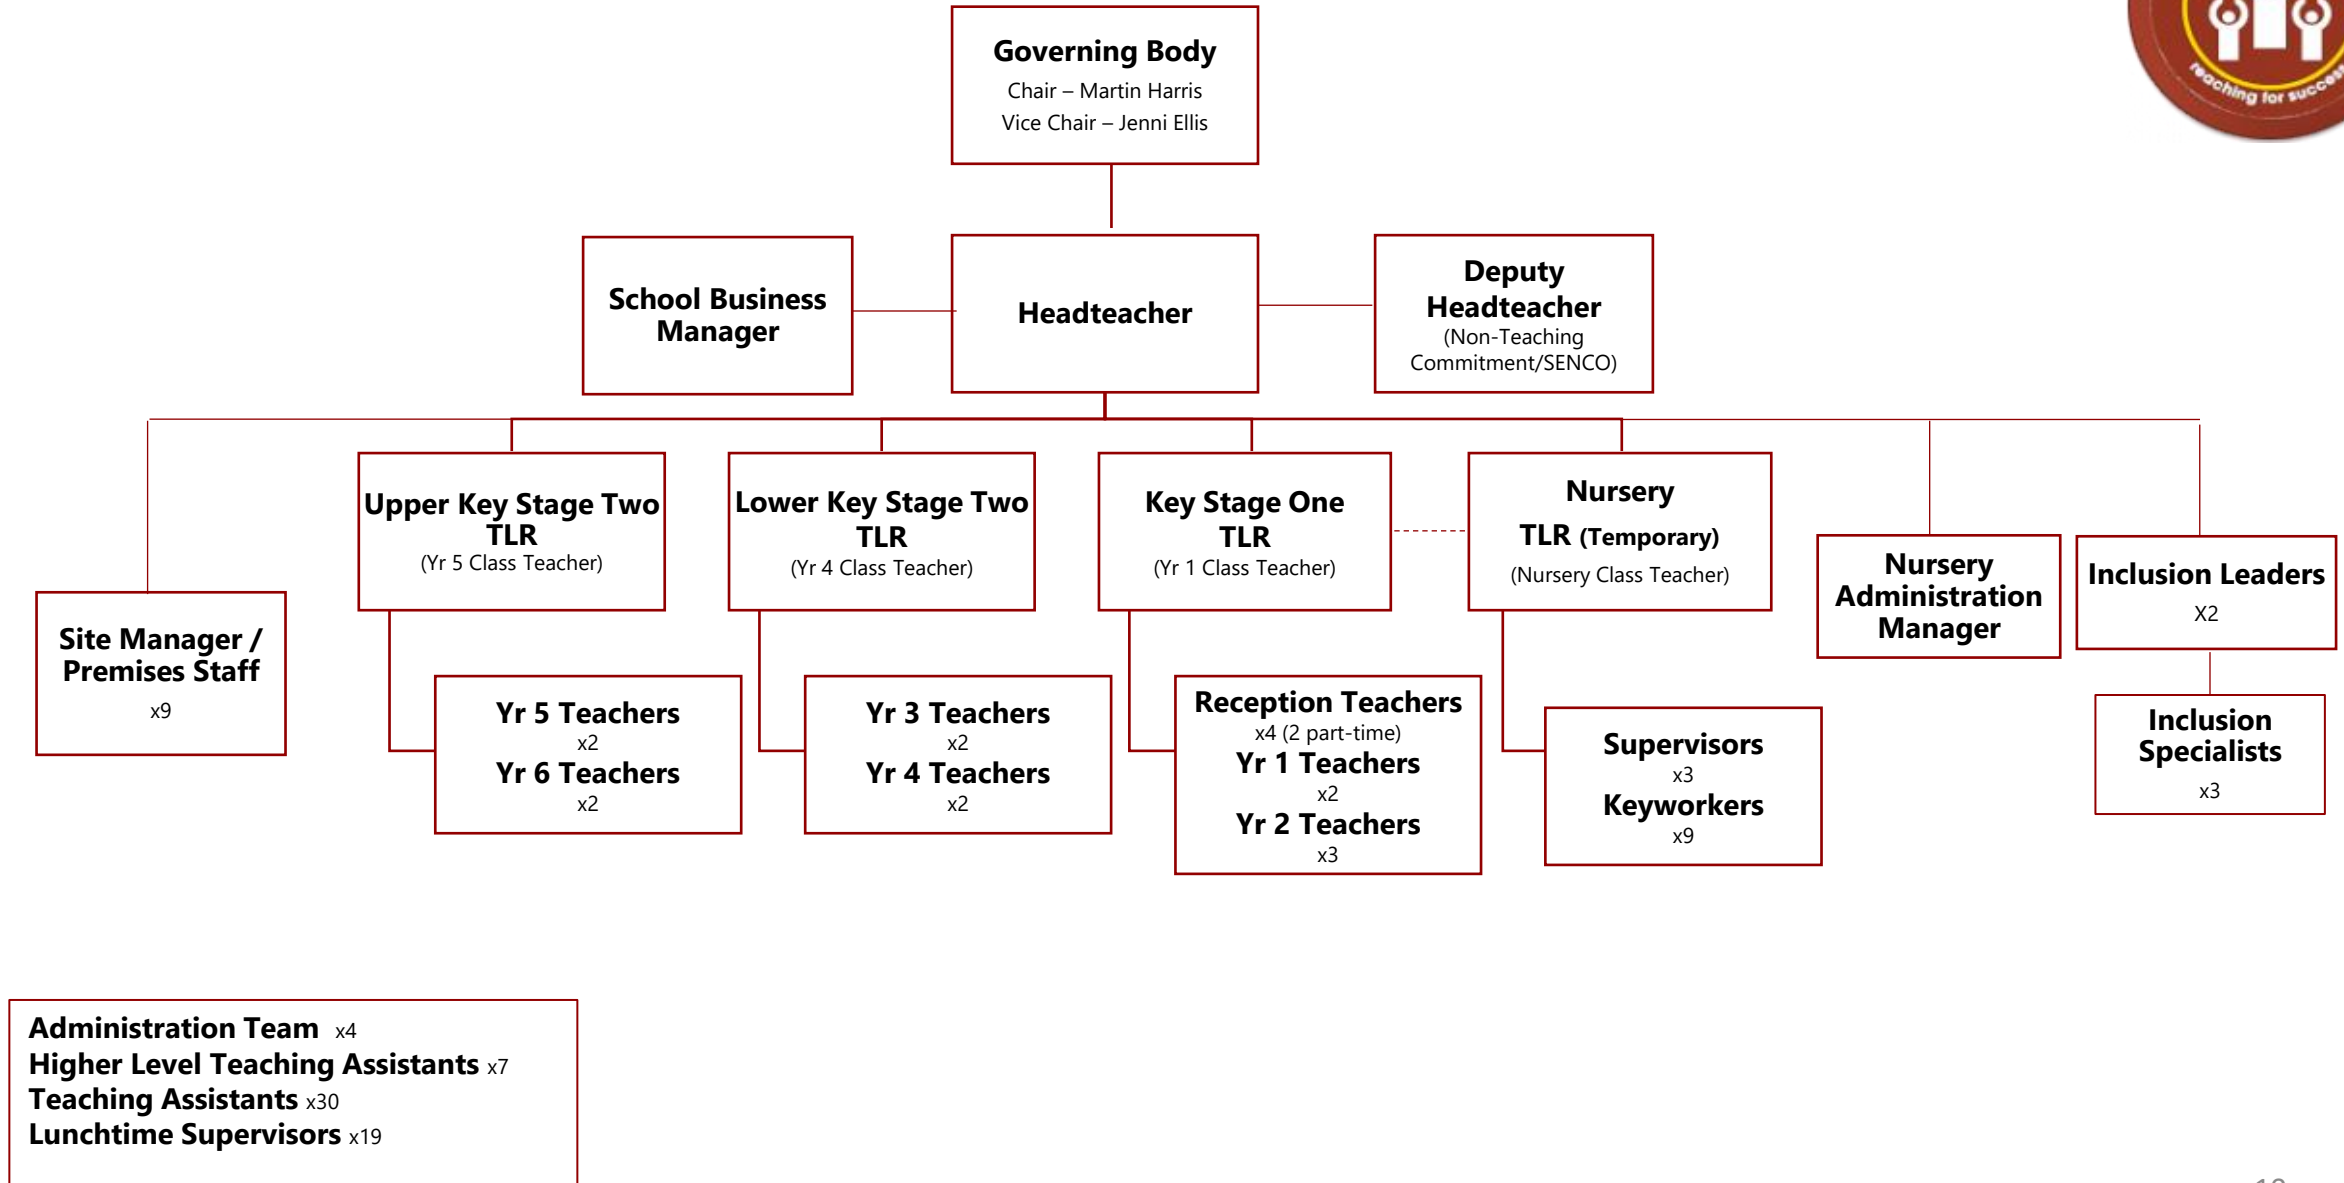 reaching for success
Governing Body
Chair – Martin Harris
Vice Chair – Jenni Ellis
School Business
Manager
Headteacher
Deputy
Headteacher
(Non-Teaching
Commitment/SENCO)
Upper Key Stage Two
TLR
(Yr 5 Class Teacher)
Lower Key Stage Two
TLR
(Yr 4 Class Teacher)
Key Stage One
TLR
(Yr 1 Class Teacher)
Nursery
TLR (Temporary)
(Nursery Class Teacher)
Nursery
Administration
Manager
Inclusion Leaders
X2
Site Manager /
Premises Staff
x9
Yr 5 Teachers
x2
Yr 6 Teachers
x2
Yr 3 Teachers
x2
Yr 4 Teachers
x2
Reception Teachers
x4 (2 part-time)
Yr 1 Teachers
x2
Yr 2 Teachers
x3
Supervisors
x3
Keyworkers
x9
Inclusion
Specialists
x3
Administration Team x4
Higher Level Teaching Assistants x7
Teaching Assistants x30
Lunchtime Supervisors x19